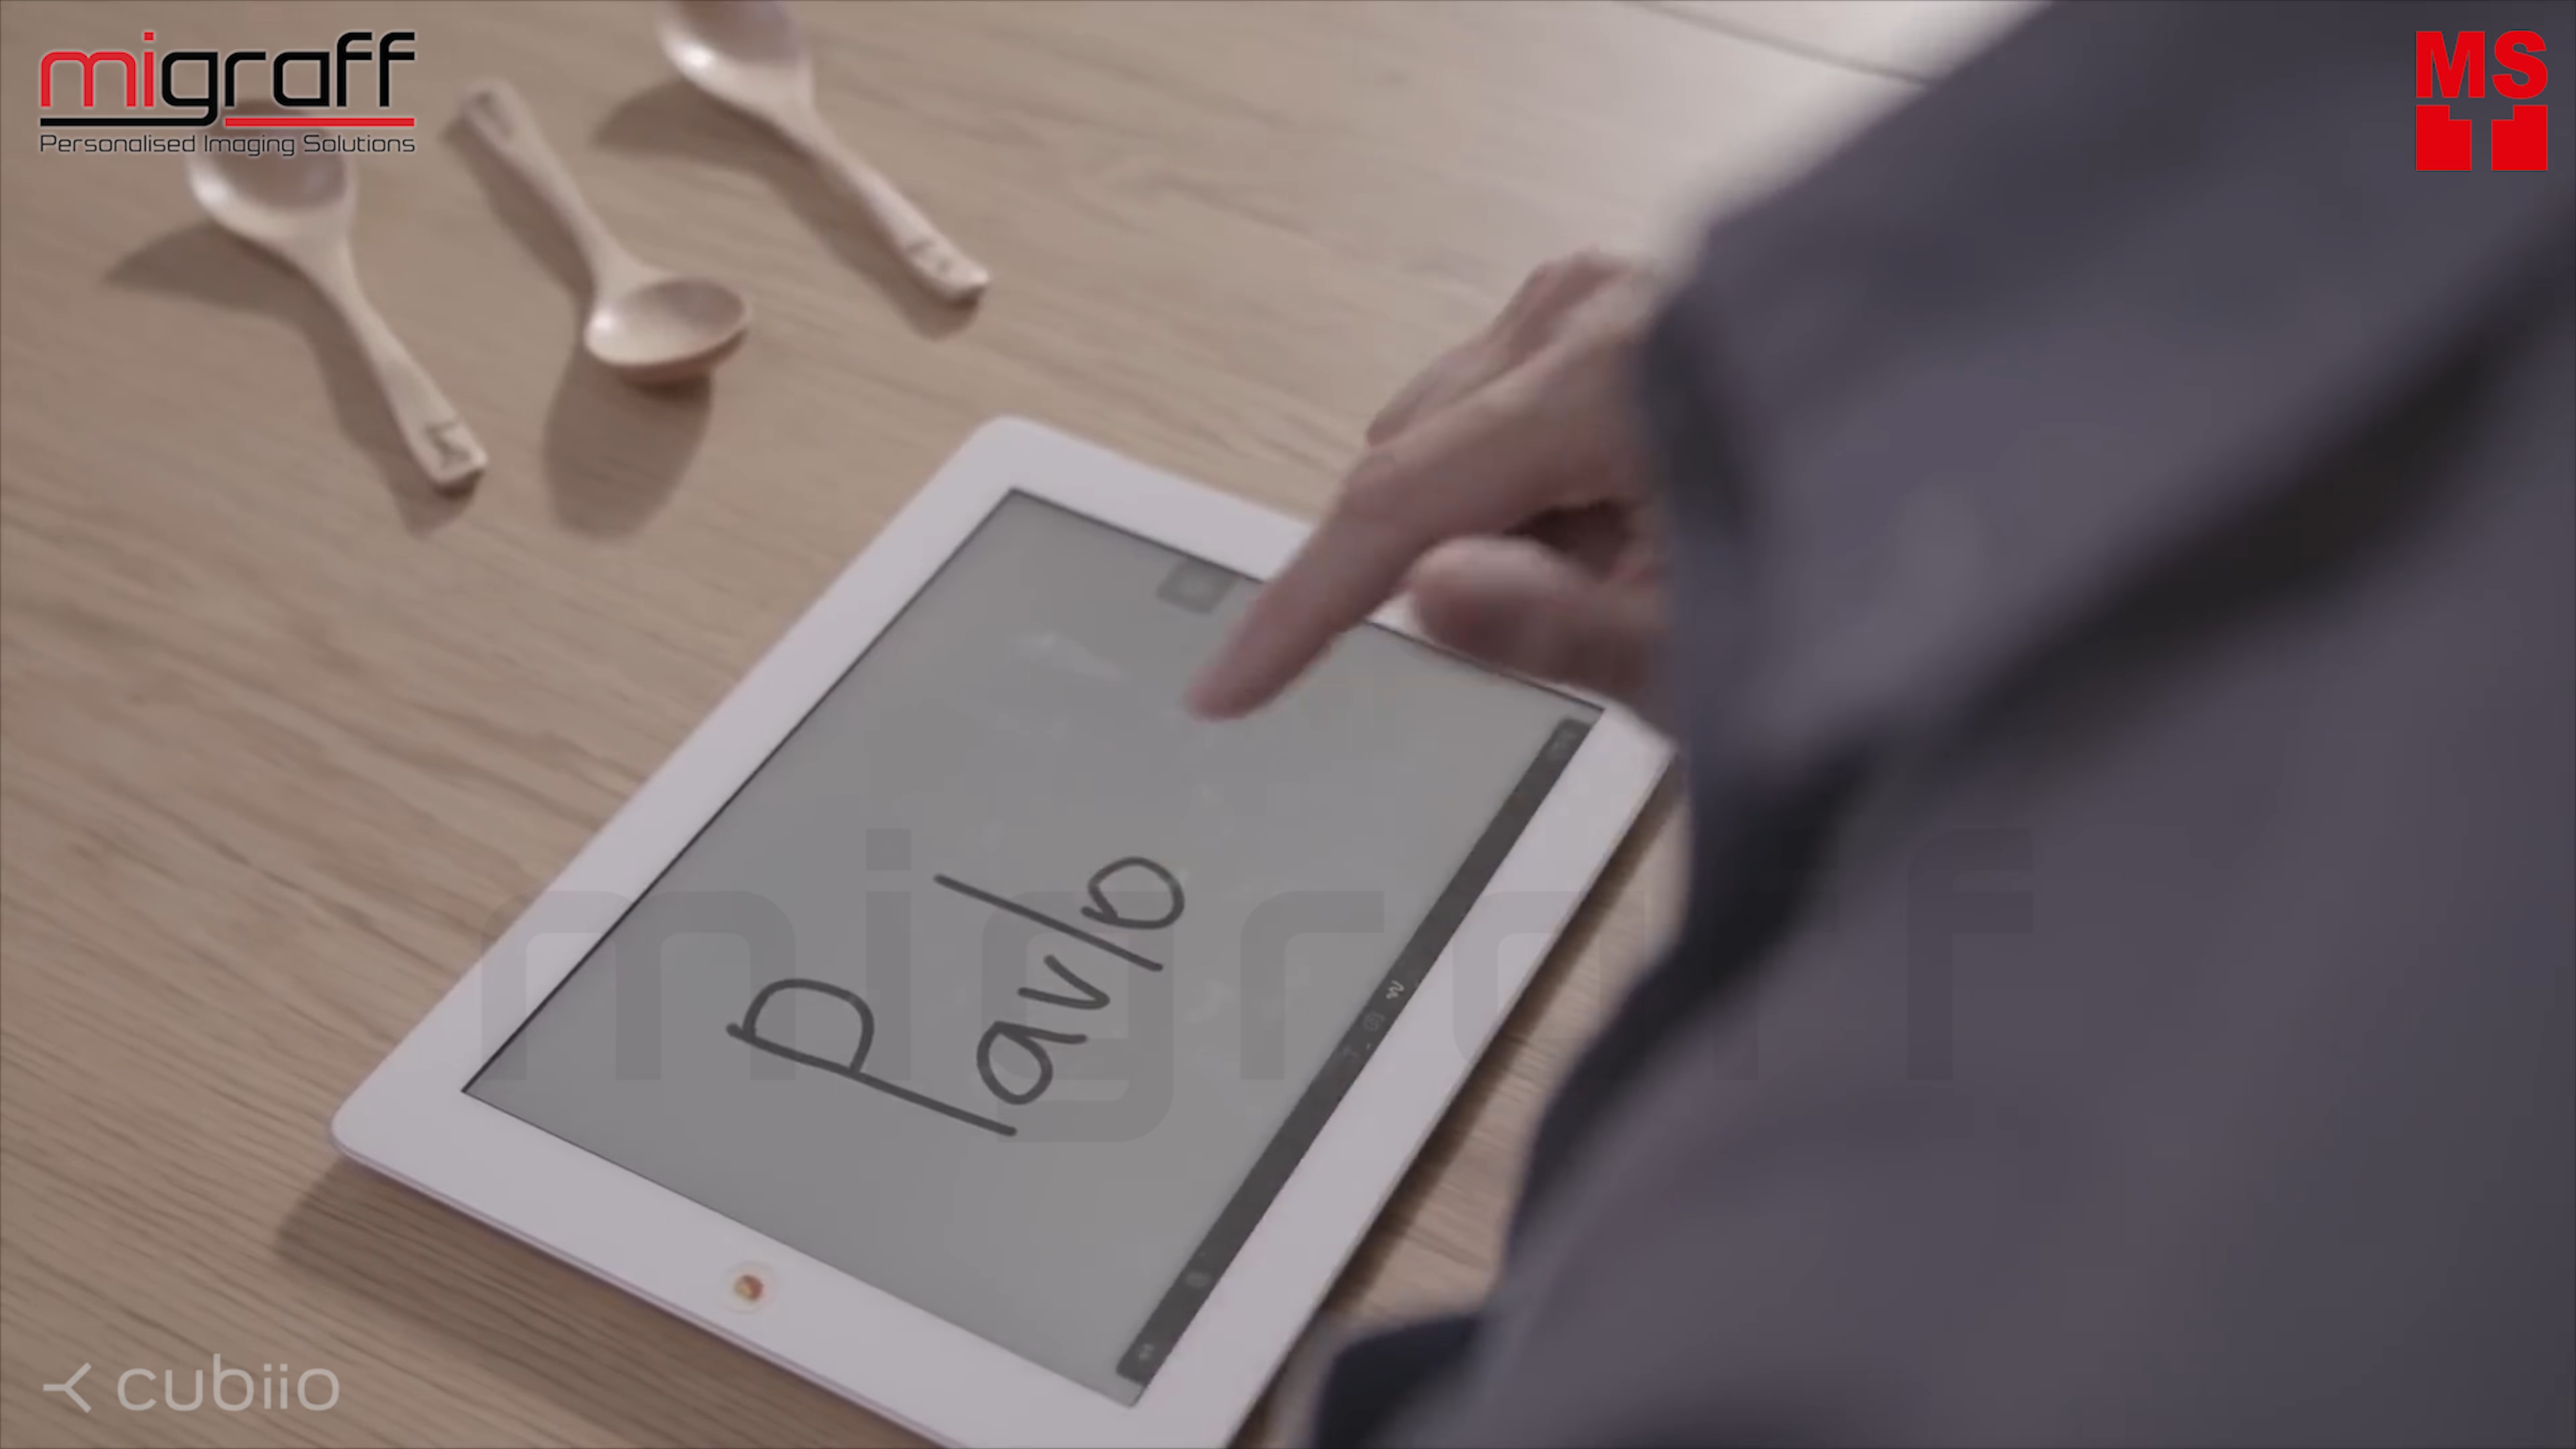 migraff
Personalised Imaging Solutions
MS
Pavlo
migraff
cubiio